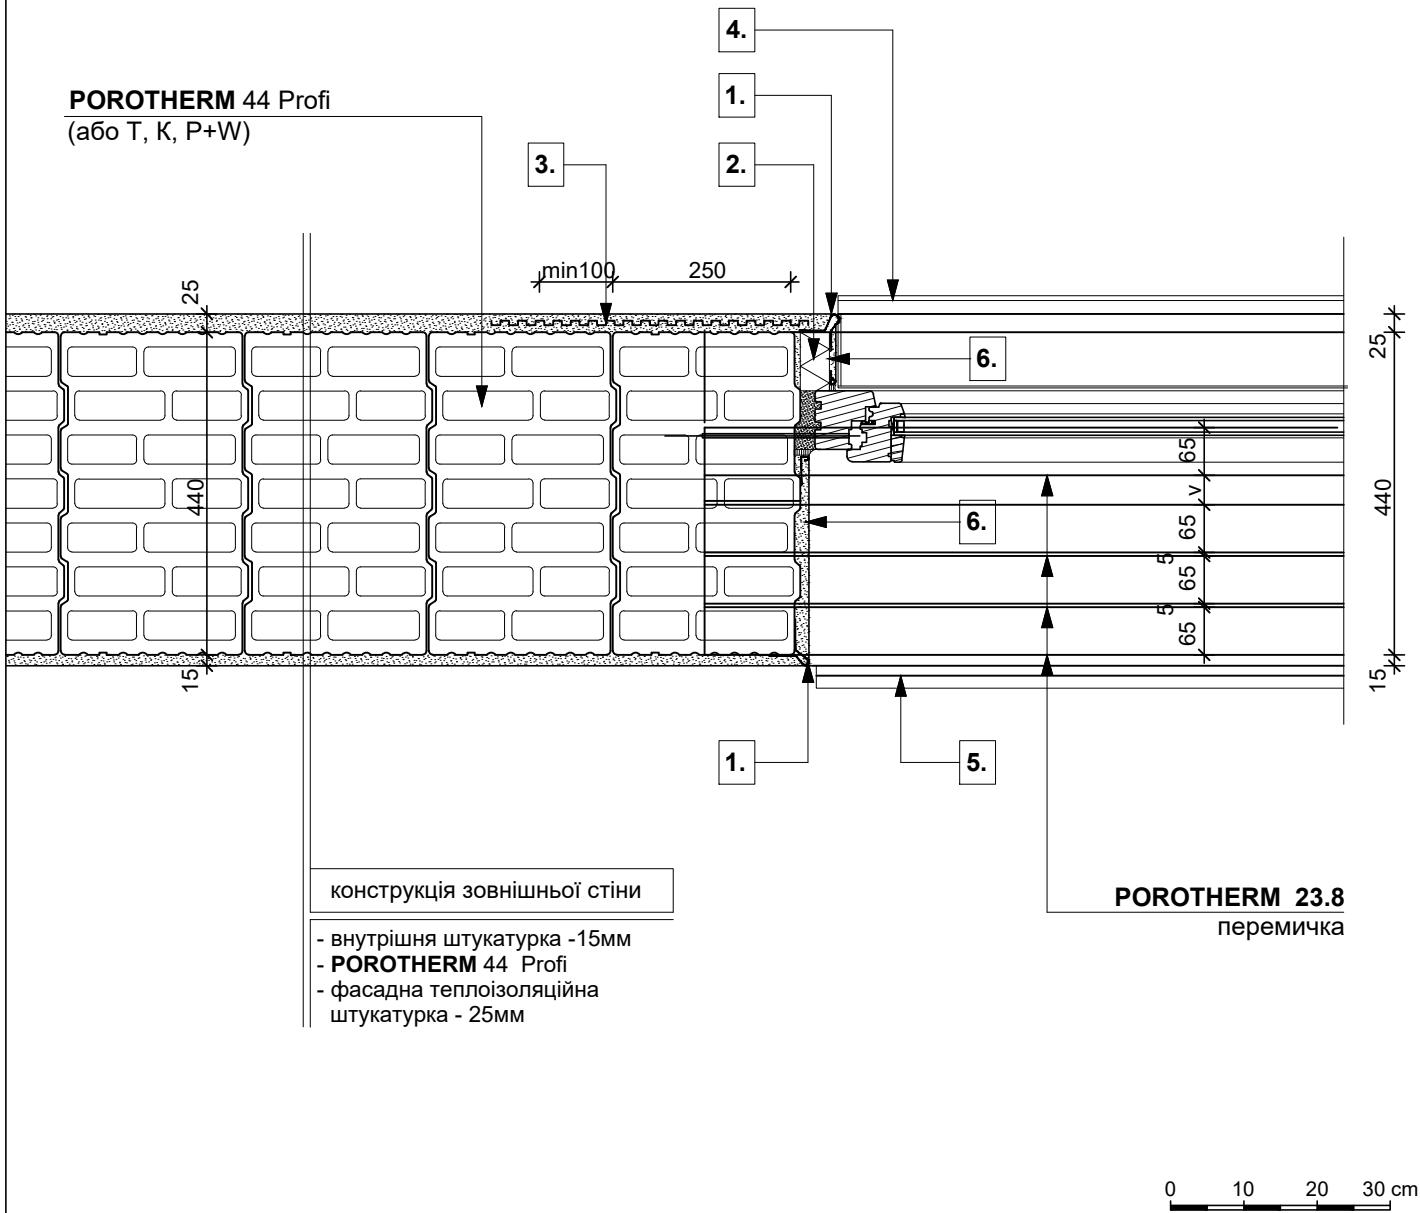 4.
1.
POROTHERM 44 Profi
(або Т, К, P+W)
3.
2.
min100
250
25
25
6.
65
440
v
440
6.
65
5
65
5
65
15
15
1.
5.
конструкція зовнішньої стіни
POROTHERM 23.8
перемичка
- внутрішня штукатурка -15мм
- POROTHERM 44 Profi
- фасадна теплоізоляційна
штукатурка - 25мм
0 10 20 30 cm